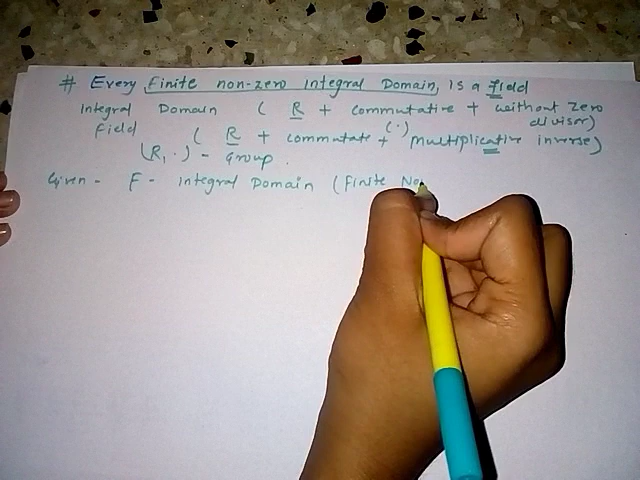 # Every Finite non-zero Integral Domain, is a field
Integral Domain ( R + commutative + without zero divisor)
field ( R + commutate + (·) multiplicative inverse)
(R, ·) - Group .
Given - F - integral Domain (Finite No